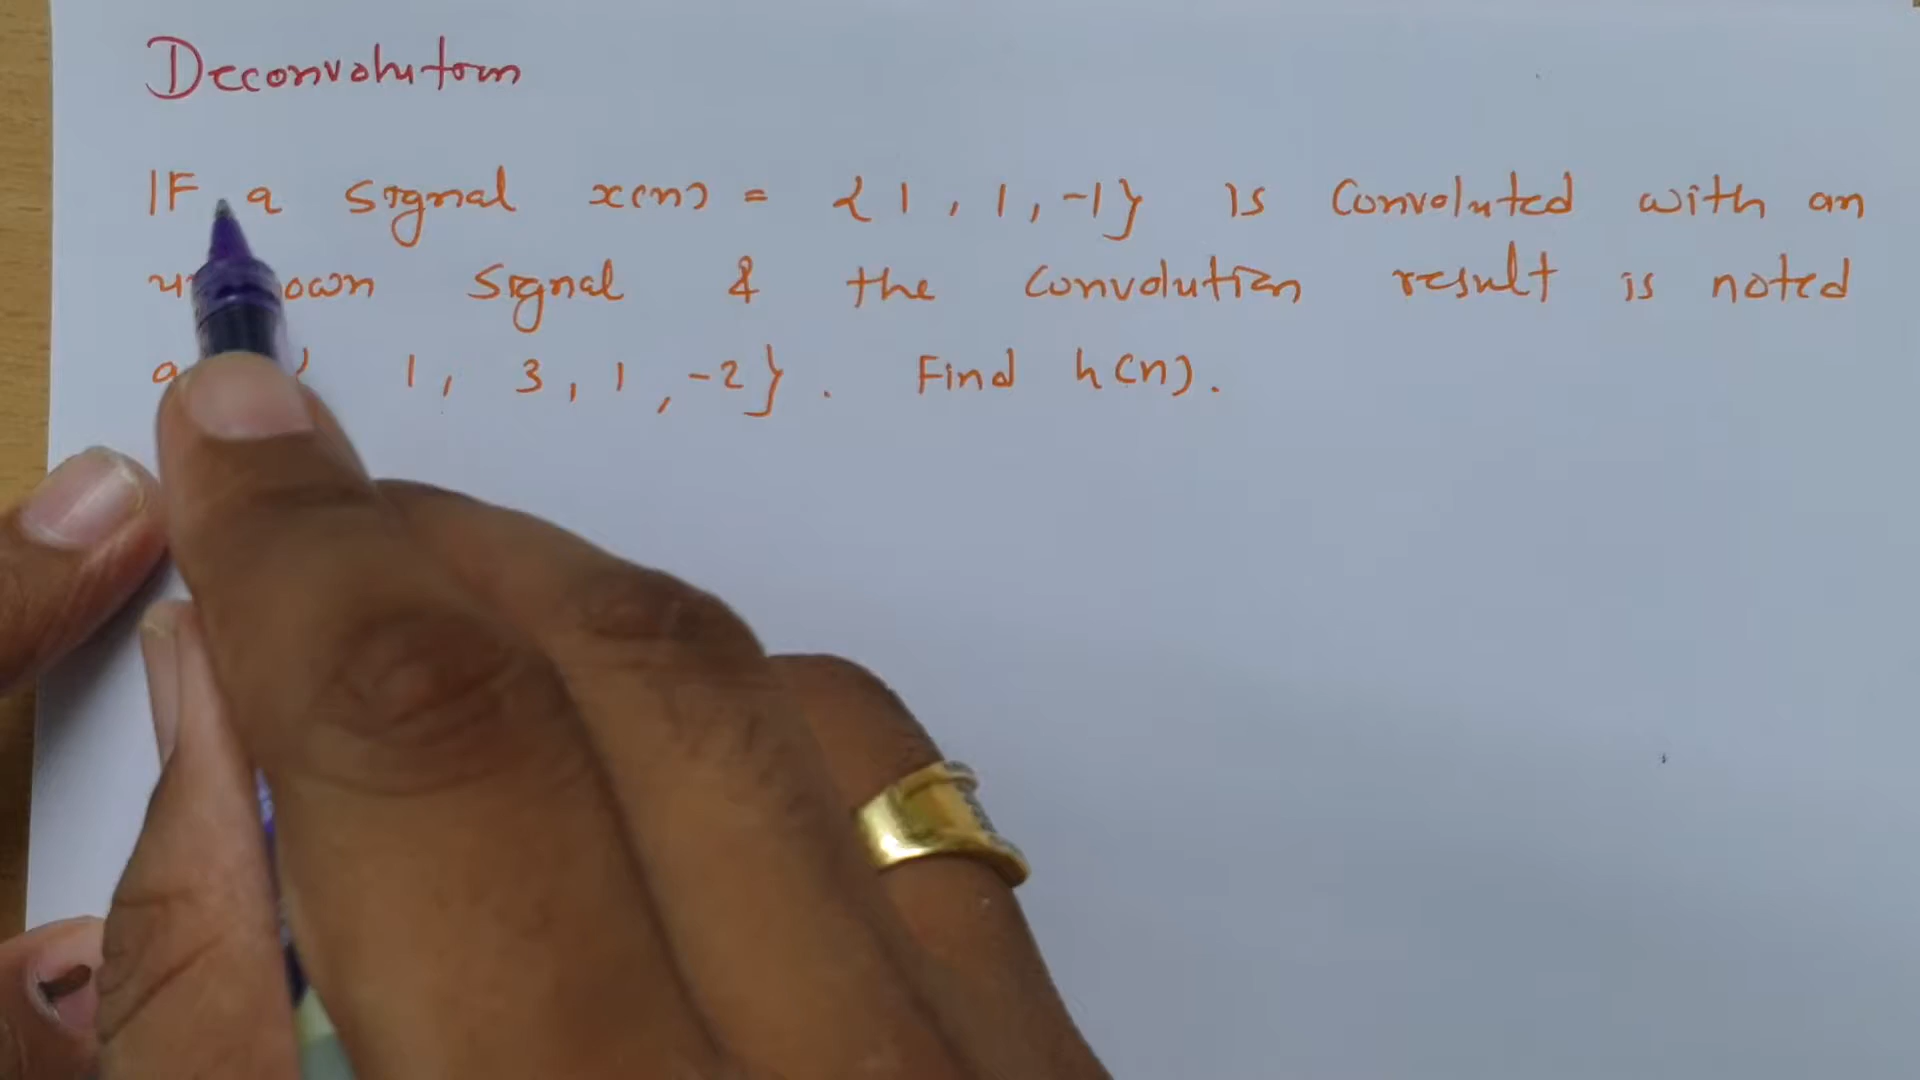 Deconvolution
IF a signal x(n) = {1, 1, -1} is convoluted with an
signal & the convolution result is noted
1, 3, 1, -2}. Find h(n).